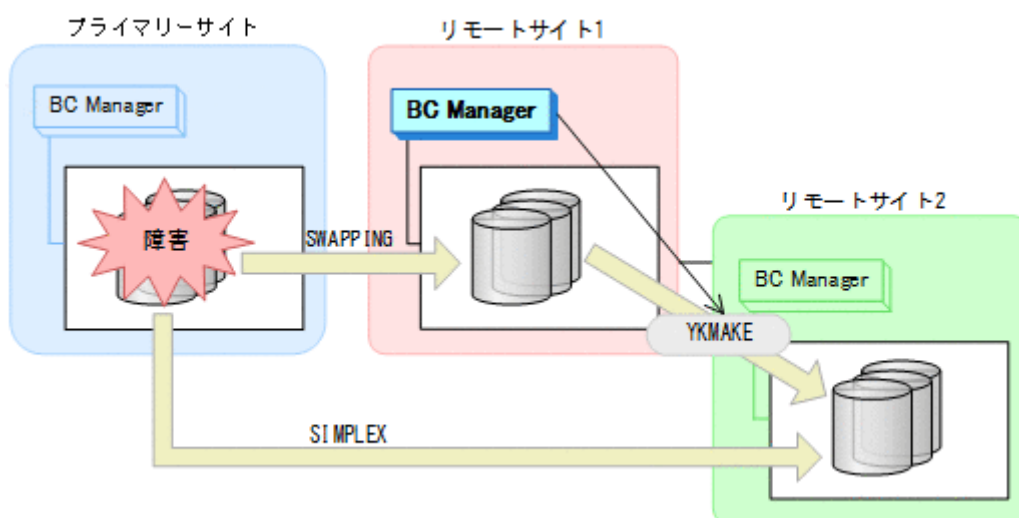 プライマリーサイト
リモートサイト1
BC Manager
BC Manager
リモートサイト2
障害
SWAPPING
BC Manager
YKMAKE
SIMPLEX